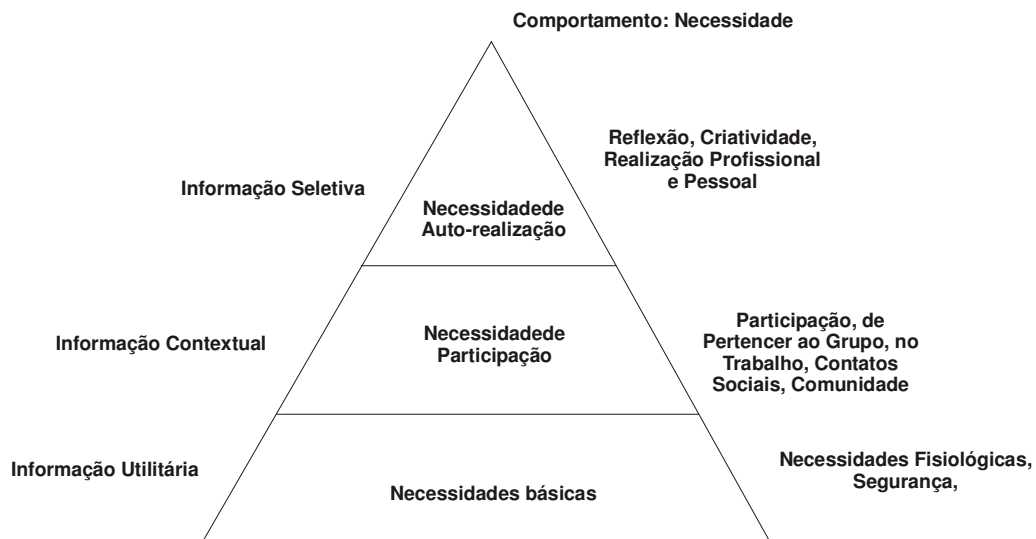 Comportamento: Necessidade
Reflexão, Criatividade,
Realização Profissional
e Pessoal
Informação Seletiva
Necessidadede
Auto-realização
Informação Contextual
Necessidadede
Participação
Participação, de
Pertencer ao Grupo, no
Trabalho, Contatos
Sociais, Comunidade
Informação Utilitária
Necessidades básicas
Necessidades Fisiológicas,
Segurança,